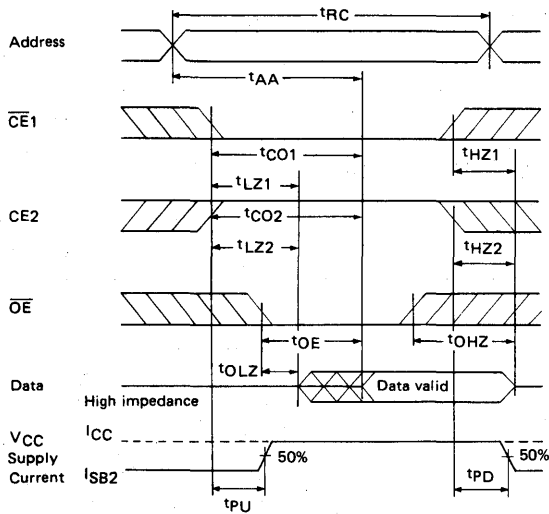 tRC
Address
tAA
CE1
tCO1
tHZ1
tLZ1
CE2
tCO2
tLZ2
tHZ2
OE
tOE
tOHZ
tOLZ
Data
Data valid
High impedance
VCC ICC
Supply
50%
50%
Current ISB2
tPU
tPD